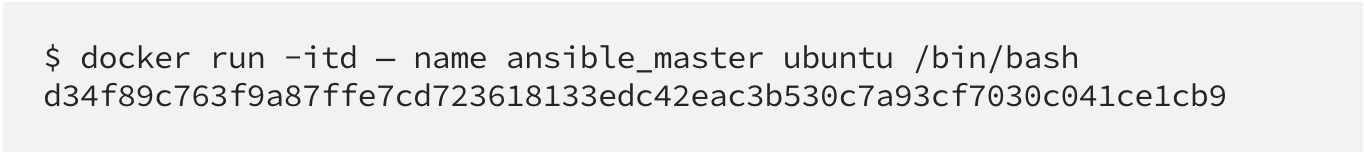 $ docker run -itd — name ansible_master ubuntu /bin/bash
d34f89c763f9a87ffe7cd723618133edc42eac3b530c7a93cf7030c041ce1cb9